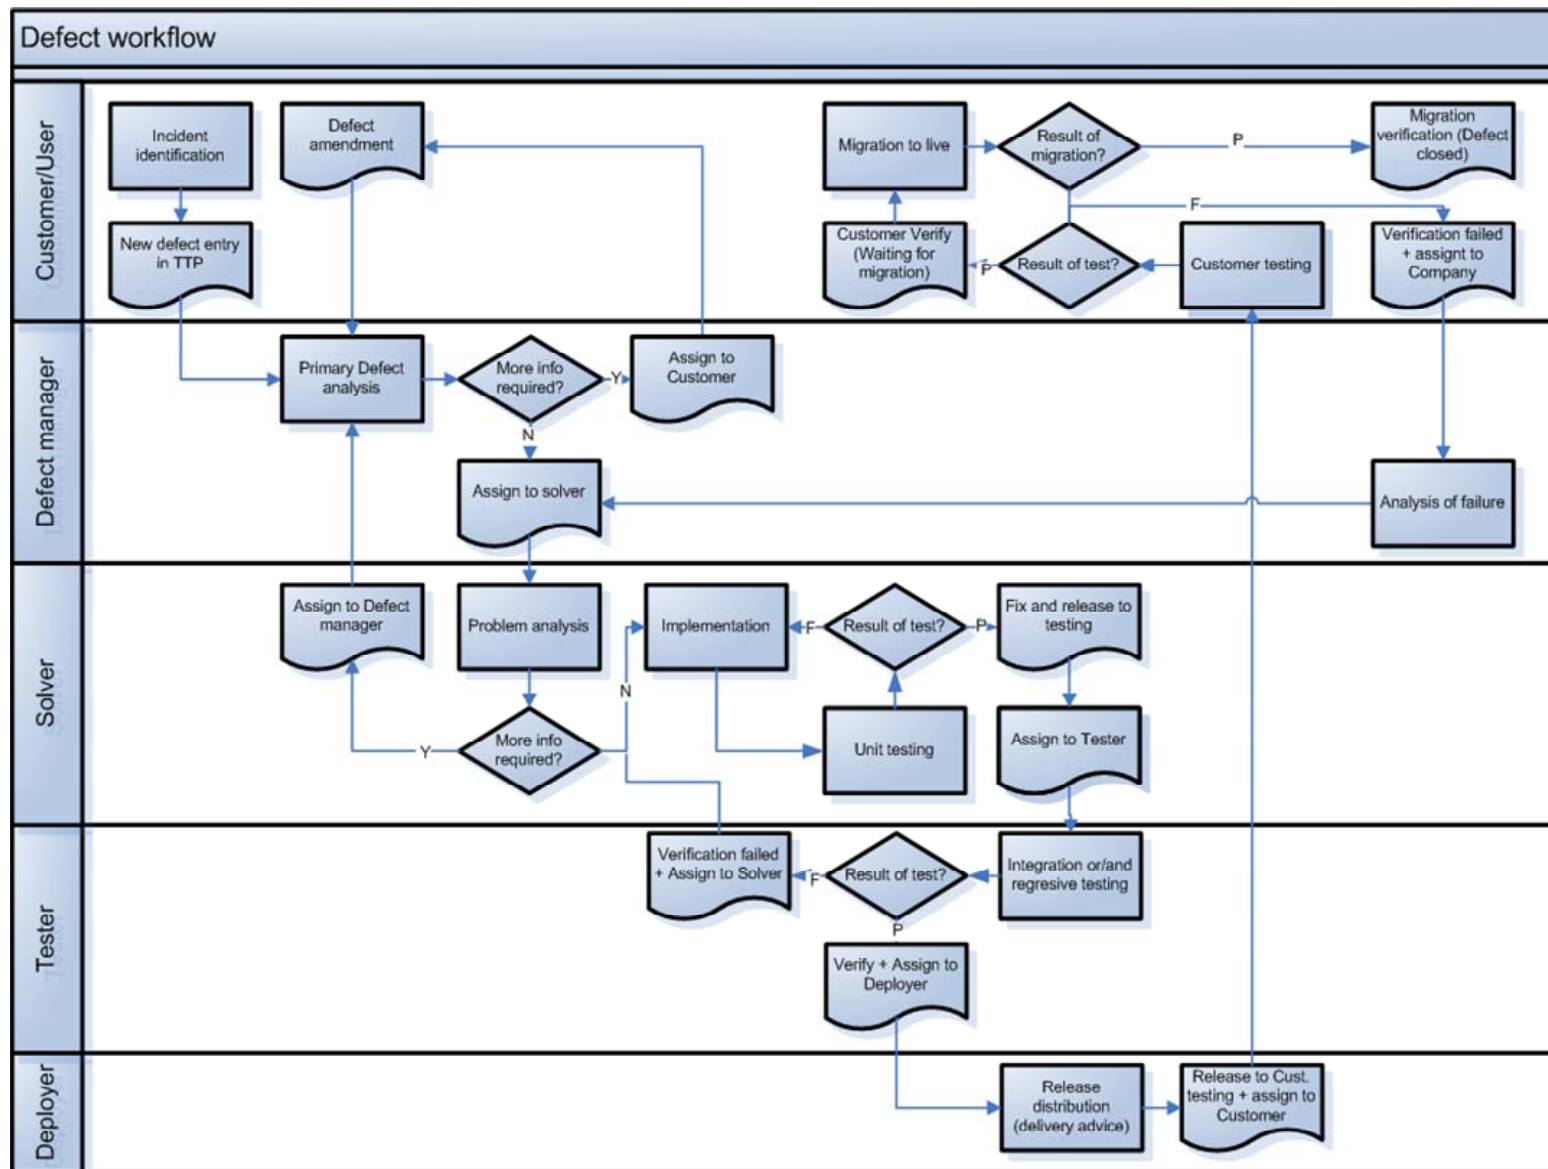 Defect workflow
Customer/User
Incident
identification
Defect
amendment
Migration to live
Result of
migration?
P
Migration
verification (Defect
closed)
F
New defect entry
in TTP
Customer Verify
(Waiting for
migration)
P
Result of test?
Customer testing
Verification failed
+ assignt to
Company
Defect manager
Primary Defect
analysis
More info
required?
Y
Assign to
Customer
N
Assign to solver
Analysis of failure
Solver
Assign to Defect
manager
Problem analysis
Implementation
F
Result of test?
P
Fix and release to
testing
N
Y
More info
required?
Unit testing
Assign to Tester
Tester
Verification failed
+ Assign to Solver
F
Result of test?
Integration or/and
regresive testing
P
Verify + Assign to
Deployer
Deployer
Release
distribution
(delivery advice)
Release to Cust.
testing + assign to
Customer